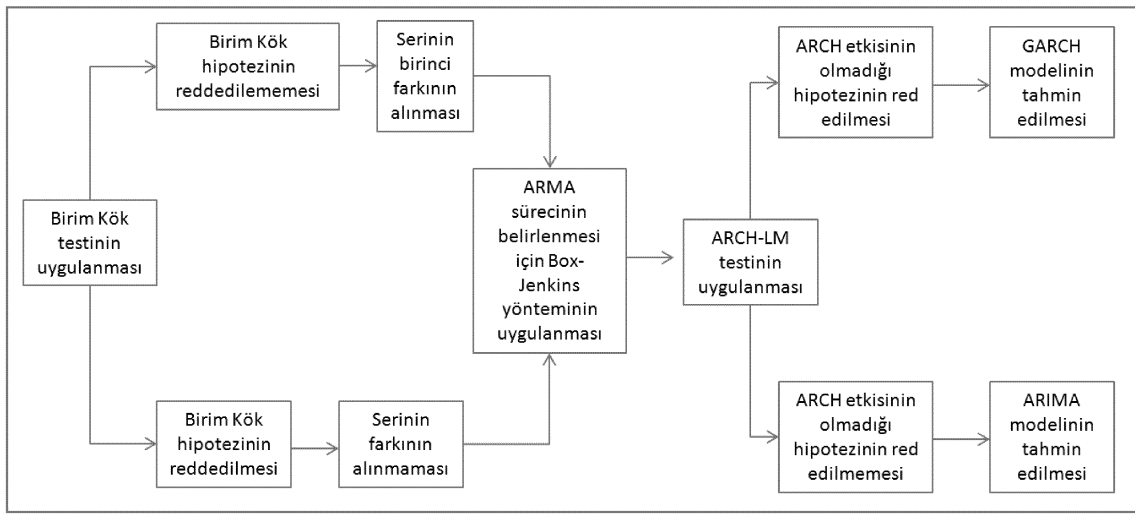 Birim Kök
testinin
uygulanması
Birim Kök
hipotezinin
reddedilememesi
Serinin
birinci
farkının
alınması
Birim Kök
hipotezinin
reddedilmesi
Serinin
farkının
alınmaması
ARMA
sürecinin
belirlenmesi
için Box-
Jenkins
yönteminin
uygulanması
ARCH-LM
testinin
uygulanması
ARCH etkisinin
olmadığı
hipotezinin red
edilmesi
GARCH
modelinin
tahmin
edilmesi
ARCH etkisinin
olmadığı
hipotezinin red
edilmemesi
ARIMA
modelinin
tahmin
edilmesi